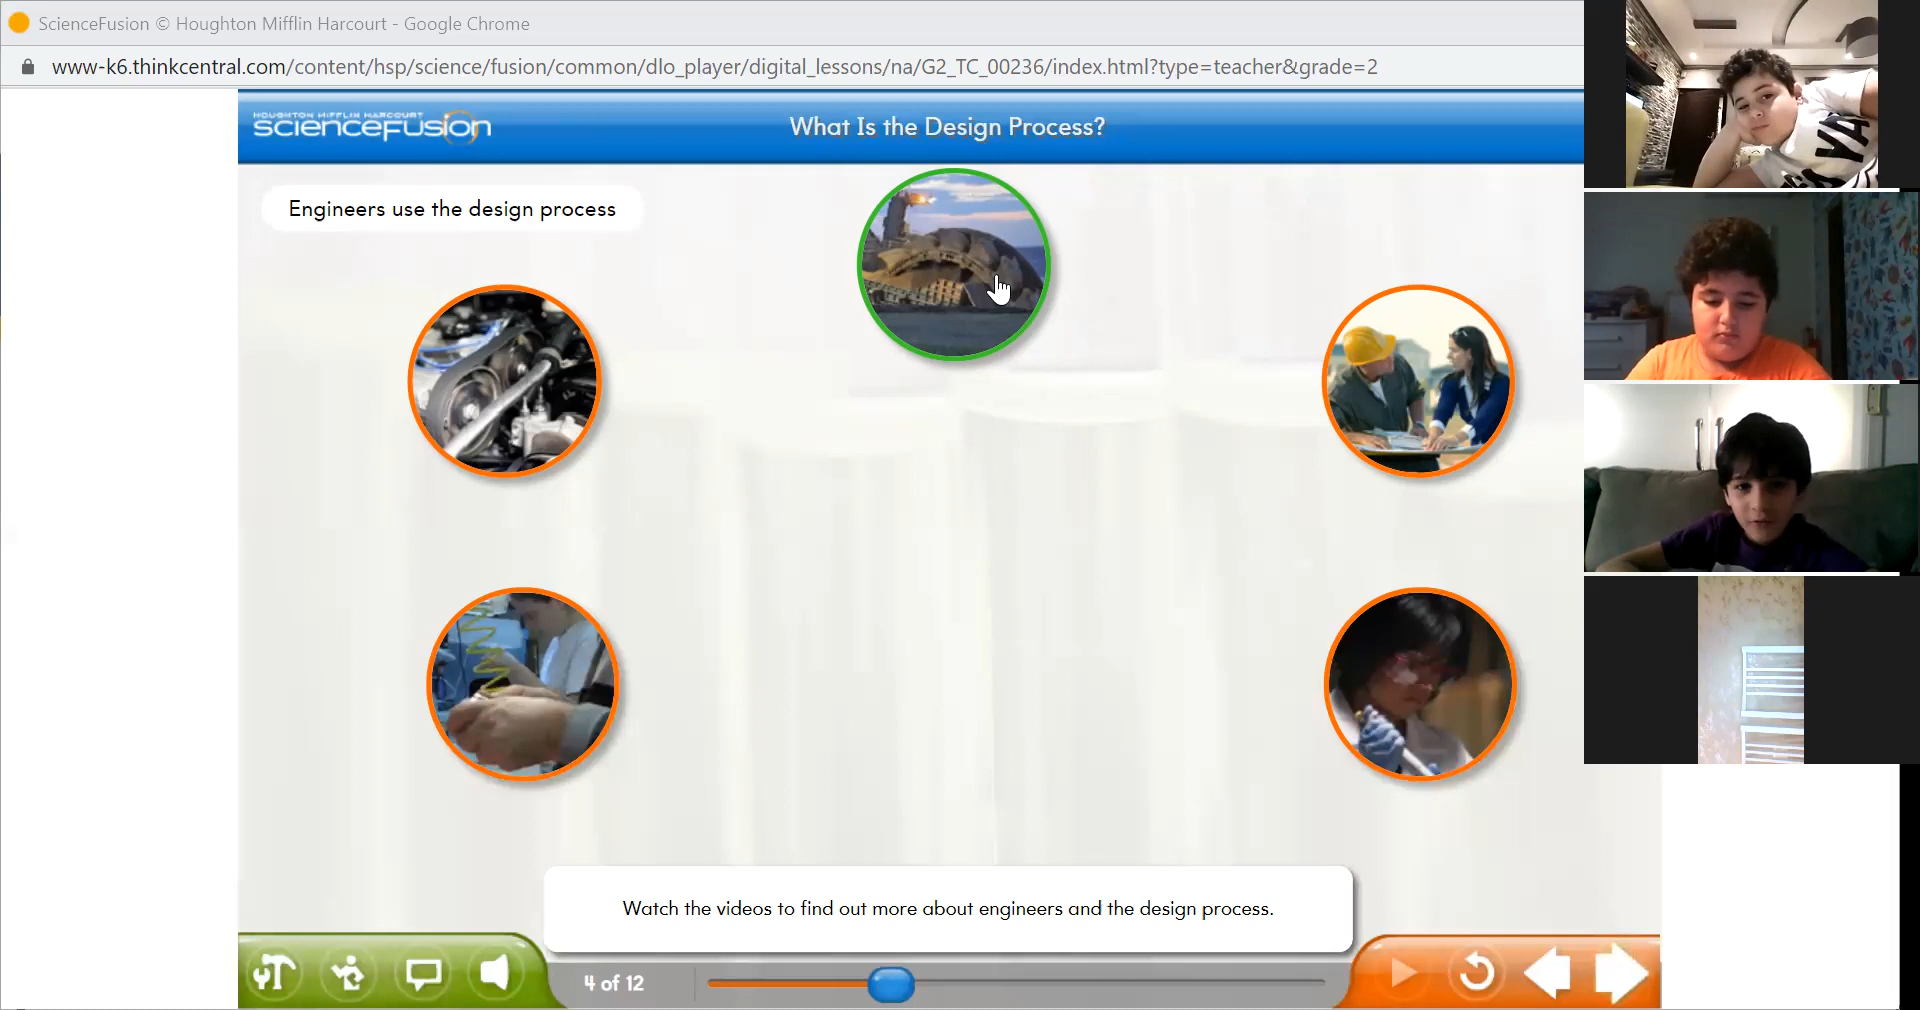 ScienceFusion © Houghton Mifflin Harcourt - Google Chrome
www-k6.thinkcentral.com/content/hsp/science/fusion/common/dlo_player/digital_lessons/na/G2_TC_00236/index.html?type=teacher&grade=2
HOUGHTON MIFFLIN HARCOURT
scienceFusion
What Is the Design Process?
Engineers use the design process
Watch the videos to find out more about engineers and the design process.
4 of 12